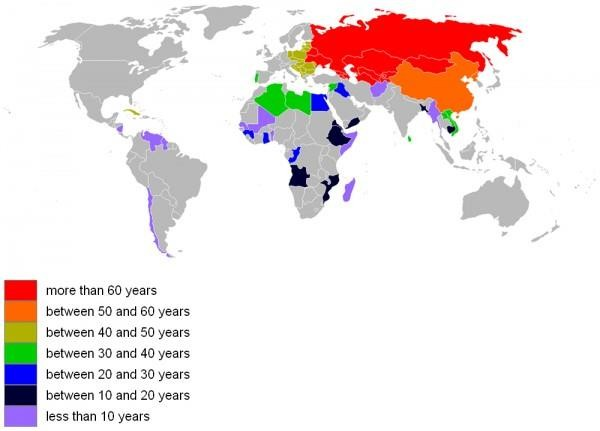 more than 60 years
between 50 and 60 years
between 40 and 50 years
between 30 and 40 years
between 20 and 30 years
between 10 and 20 years
less than 10 years